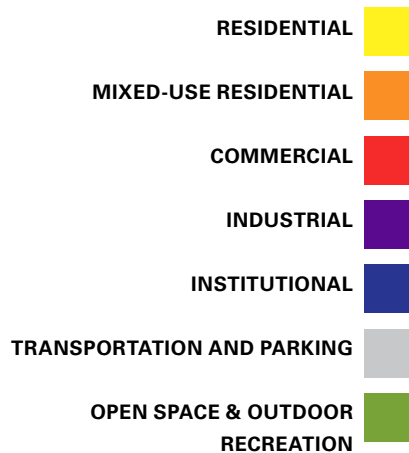 RESIDENTIAL
MIXED-USE RESIDENTIAL
COMMERCIAL
INDUSTRIAL
INSTITUTIONAL
TRANSPORTATION AND PARKING
OPEN SPACE & OUTDOOR
RECREATION